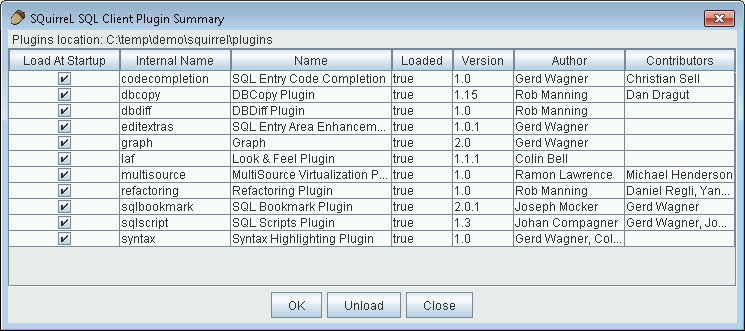 SQuirreL SQL Client Plugin Summary
Plugins location: C:\temp\demo\squirrel\plugins
Load At Startup Internal Name Name Loaded Version Author Contributors
codecompletion SQL Entry Code Completion true 1.0 Gerd Wagner Christian Sell
dbcopy DBCopy Plugin true 1.15 Rob Manning Dan Dragut
dbdiff DBDiff Plugin true 1.0 Rob Manning
editextras SQL Entry Area Enhancem... true 1.0.1 Gerd Wagner
graph Graph true 2.0 Gerd Wagner
laf Look & Feel Plugin true 1.1.1 Colin Bell
multisource MultiSource Virtualization P... true 1.0 Ramon Lawrence Michael Henderson
refactoring Refactoring Plugin true 1.0 Rob Manning Daniel Regli, Yan...
sqlbookmark SQL Bookmark Plugin true 2.0.1 Joseph Mocker Gerd Wagner
sqlscript SQL Scripts Plugin true 1.3 Johan Compagner Gerd Wagner, Jo...
syntax Syntax Highlighting Plugin true 1.0 Gerd Wagner, Col...
OK Unload Close